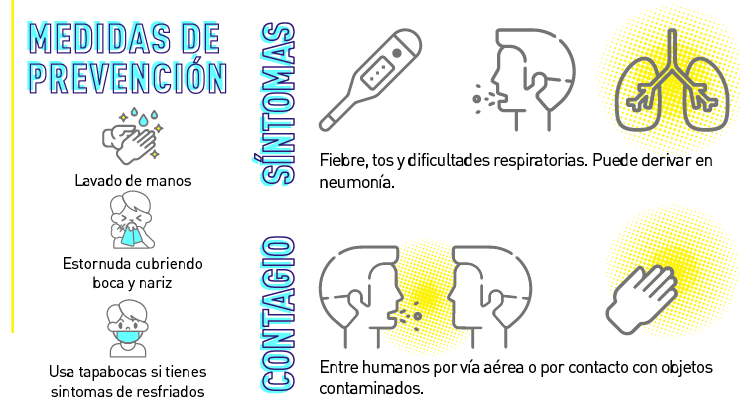 MEDIDAS DE
PREVENCIÓN
Lavado de manos
Estornuda cubriendo
boca y nariz
Usa tapabocas si tienes
sintomas de resfriados
SÍNTOMAS
Fiebre, tos y dificultades respiratorias. Puede derivar en
neumonía.
CONTAGIO
Entre humanos por vía aérea o por contacto con objetos
contaminados.